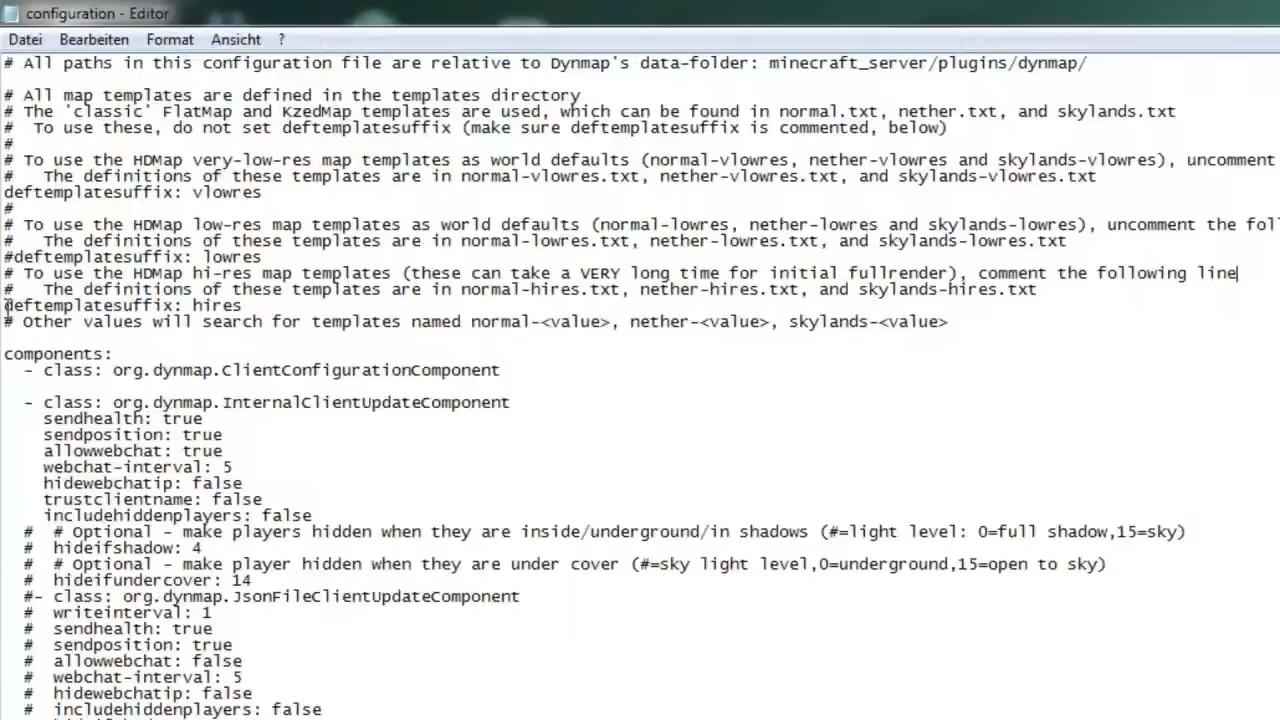 configuration - Editor
Datei Bearbeiten Format Ansicht ?
# All paths in this configuration file are relative to Dynmap's data-folder: minecraft_server/plugins/dynmap/
# All map templates are defined in the templates directory
# The 'classic' FlatMap and KzedMap templates are used, which can be found in normal.txt, nether.txt, and skylands.txt
#  To use these, do not set deftemplatesuffix (make sure deftemplatesuffix is commented, below)
#
# To use the HDMap very-low-res map templates as world defaults (normal-vlowres, nether-vlowres and skylands-vlowres), uncomment
#   The definitions of these templates are in normal-vlowres.txt, nether-vlowres.txt, and skylands-vlowres.txt
deftemplatesuffix: vlowres
#
# To use the HDMap low-res map templates as world defaults (normal-lowres, nether-lowres and skylands-lowres), uncomment the fol
#   The definitions of these templates are in normal-lowres.txt, nether-lowres.txt, and skylands-lowres.txt
#deftemplatesuffix: lowres
# To use the HDMap hi-res map templates (these can take a VERY long time for initial fullrender), comment the following line
#   The definitions of these templates are in normal-hires.txt, nether-hires.txt, and skylands-hires.txt
deftemplatesuffix: hires
# Other values will search for templates named normal-<value>, nether-<value>, skylands-<value>
components:
  - class: org.dynmap.ClientConfigurationComponent
  - class: org.dynmap.InternalClientUpdateComponent
    sendhealth: true
    sendposition: true
    allowwebchat: true
    webchat-interval: 5
    hidewebchatip: false
    trustclientname: false
    includehiddenplayers: false
  #  # Optional - make players hidden when they are inside/underground/in shadows (#=light level: 0=full shadow,15=sky)
  #  hideifshadow: 4
  #  # Optional - make player hidden when they are under cover (#=sky light level,0=underground,15=open to sky)
  #  hideifundercover: 14
  #- class: org.dynmap.JsonFileClientUpdateComponent
  #  writeinterval: 1
  #  sendhealth: true
  #  sendposition: true
  #  allowwebchat: false
  #  webchat-interval: 5
  #  hidewebchatip: false
  #  includehiddenplayers: false